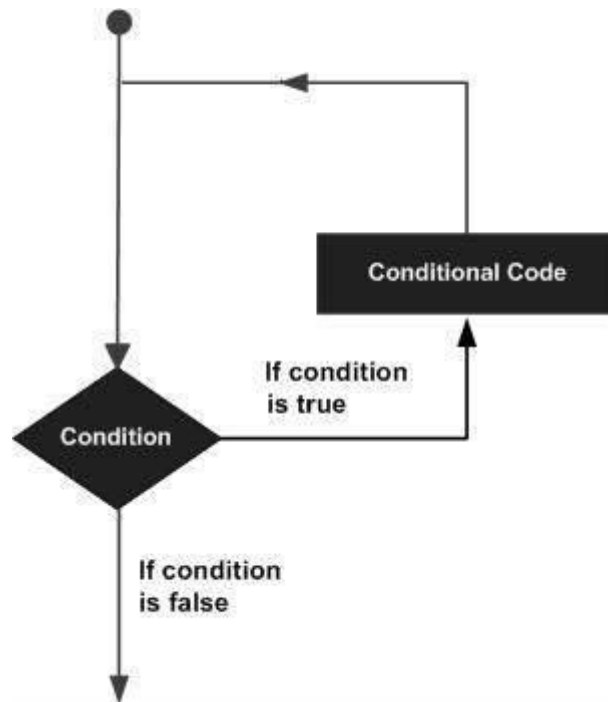 Conditional Code
If condition
is true
Condition
If condition
is false